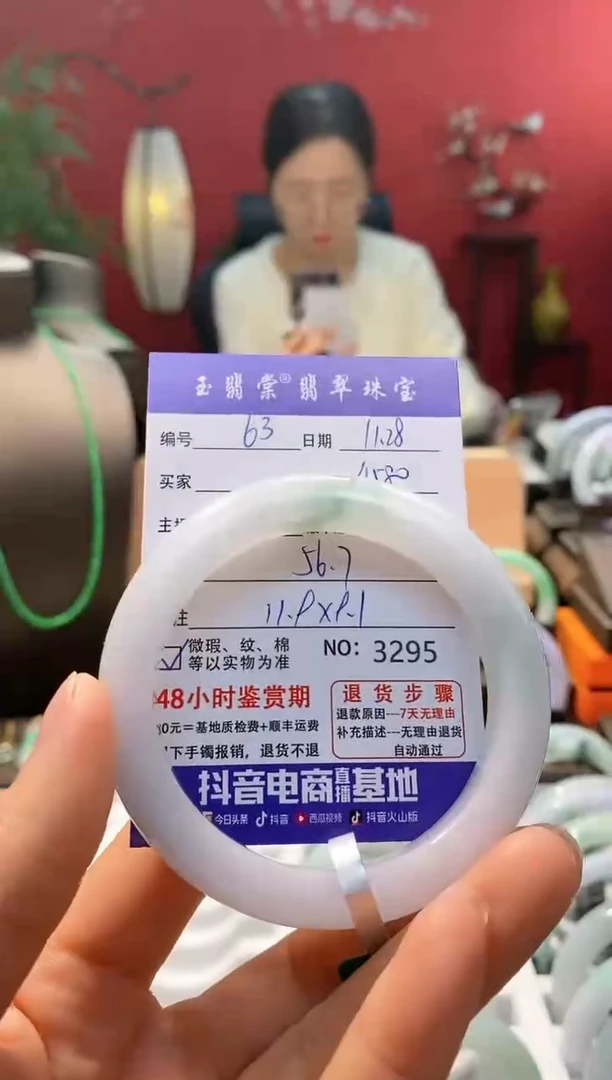 玉翡棠®翡翠珠宝
编号 63 日期 11.28
买家 1580
主
56.7
注
微瑕、纹、棉
等以实物为准
NO: 3295
48小时鉴赏期
0元=基地质检费+顺丰运费
下手镯报销，退货不退
退货步骤
退款原因---7天无理由
补充描述---无理由退货
自动通过
抖音电商直播基地
今日头条 抖音 西瓜视频 抖音火山版